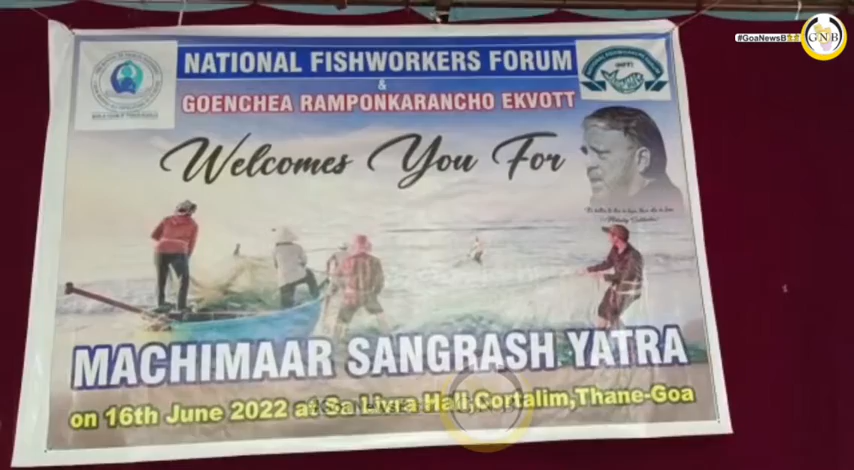 #GoaNewsB
GNB
NATIONAL FISHWORKERS FORUM
&
GOENCHEA RAMPONKARANCHO EKVOTT
Welcomes You For
MACHIMAAR SANGRASH YATRA
on 16th June 2022 at Sa Livra Hall,Cortalim,Thane-Goa
GNB